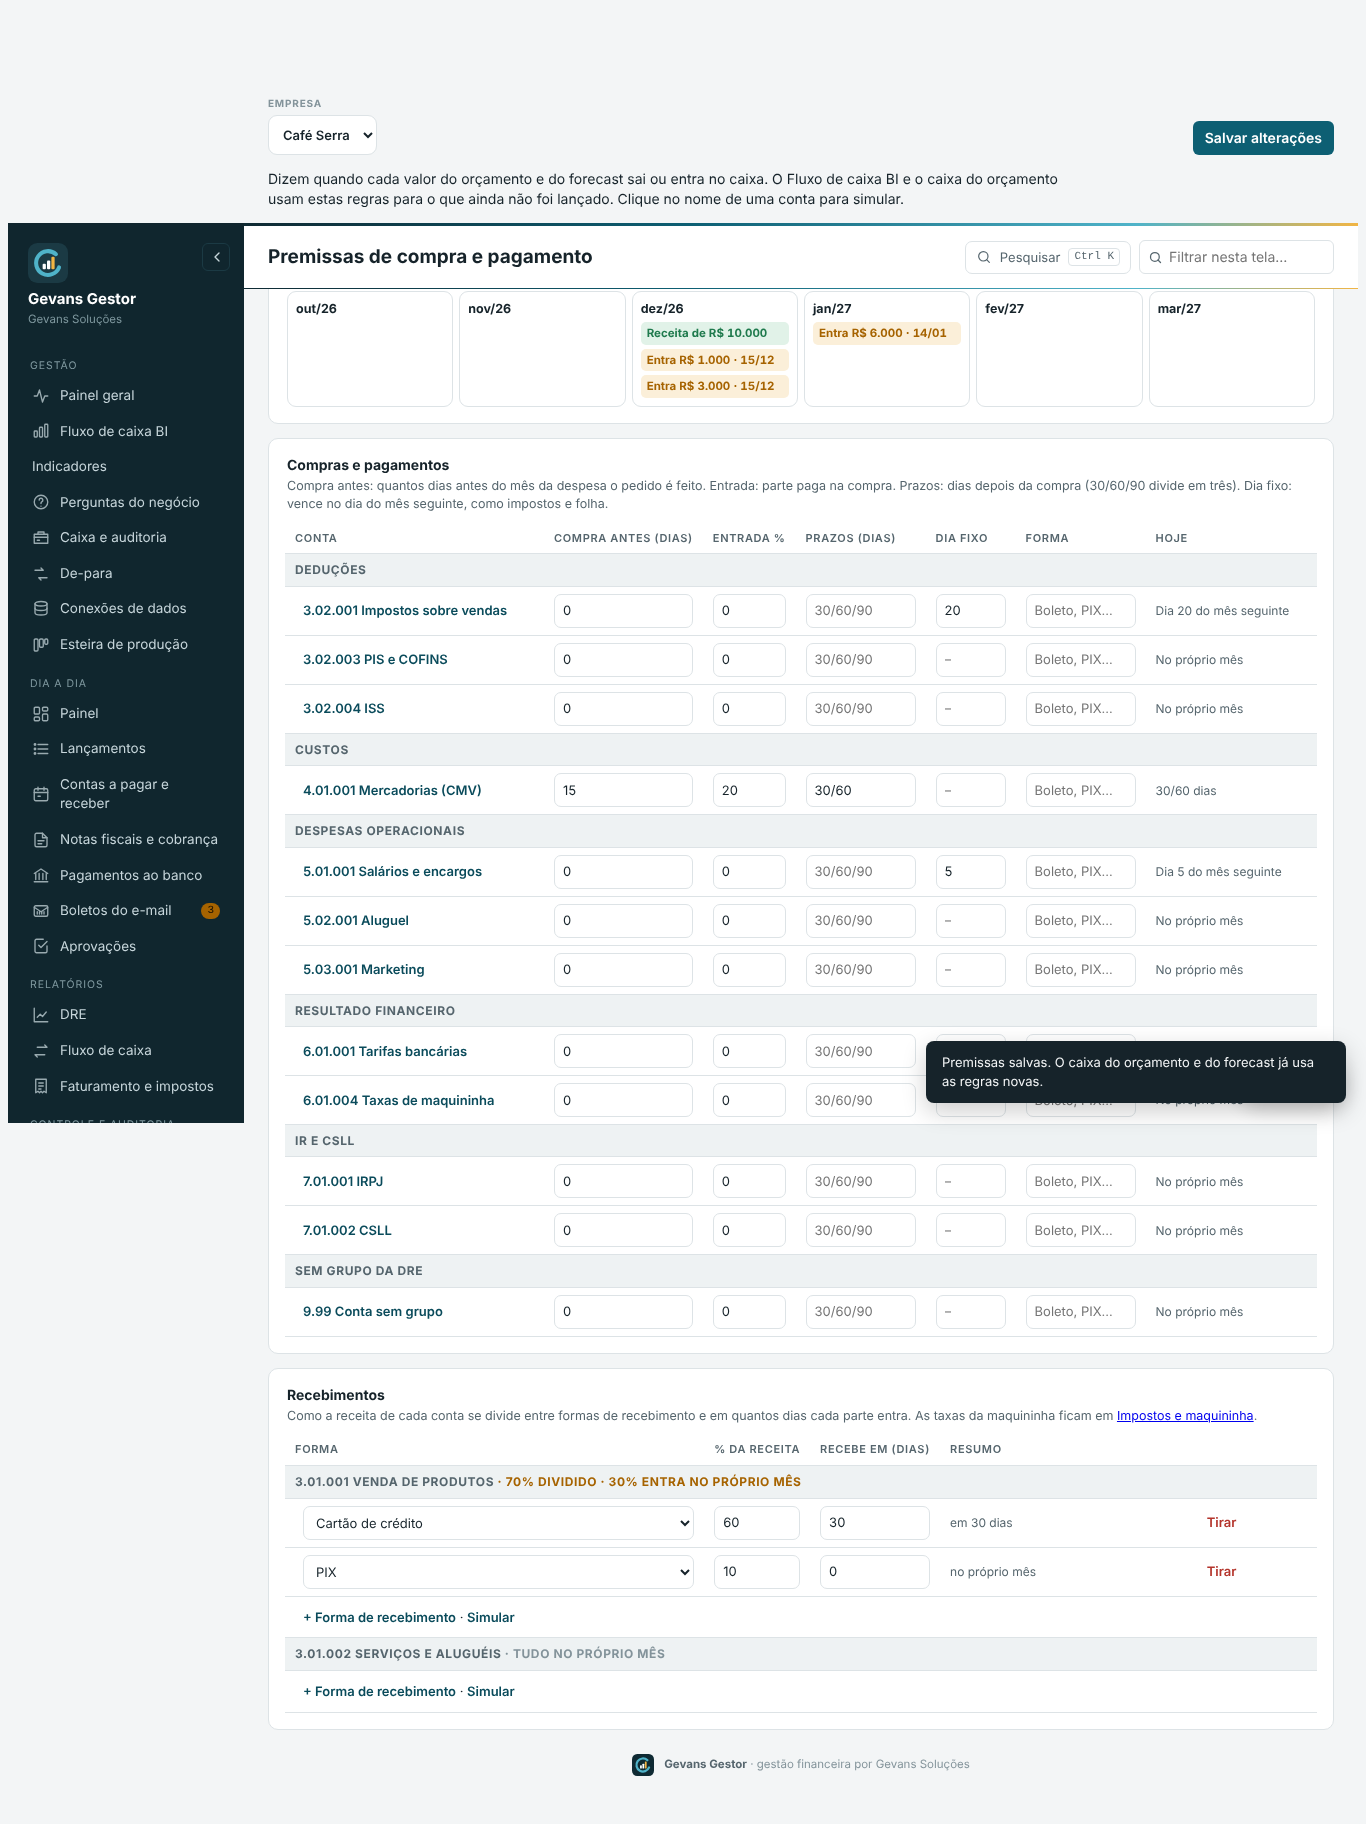 EMPRESA
Café Serra
Salvar alterações
Dizem quando cada valor do orçamento e do forecast sai ou entra no caixa. O Fluxo de caixa BI e o caixa do orçamento
usam estas regras para o que ainda não foi lançado. Clique no nome de uma conta para simular.
Gevans Gestor
Gevans Soluções
GESTÃO
Painel geral
Fluxo de caixa BI
Indicadores
Perguntas do negócio
Caixa e auditoria
De-para
Conexões de dados
Esteira de produção
DIA A DIA
Painel
Lançamentos
Contas a pagar e
receber
Notas fiscais e cobrança
Pagamentos ao banco
Boletos do e-mail 3
Aprovações
RELATÓRIOS
DRE
Fluxo de caixa
Faturamento e impostos
CONTROLE E AUDITORIA
Premissas de compra e pagamento
Pesquisar Ctrl K
Filtrar nesta tela...
out/26 nov/26 dez/26 jan/27 fev/27 mar/27
Receita de R$ 10.000 Entra R$ 6.000 · 14/01
Entra R$ 1.000 · 15/12
Entra R$ 3.000 · 15/12
Compras e pagamentos
Compra antes: quantos dias antes do mês da despesa o pedido é feito. Entrada: parte paga na compra. Prazos: dias depois da compra (30/60/90 divide em três). Dia fixo:
vence no dia do mês seguinte, como impostos e folha.
CONTA COMPRA ANTES (DIAS) ENTRADA % PRAZOS (DIAS) DIA FIXO FORMA HOJE
DEDUÇÕES
3.02.001 Impostos sobre vendas 0 0 30/60/90 20 Boleto, PIX... Dia 20 do mês seguinte
3.02.003 PIS e COFINS 0 0 30/60/90 – Boleto, PIX... No próprio mês
3.02.004 ISS 0 0 30/60/90 – Boleto, PIX... No próprio mês
CUSTOS
4.01.001 Mercadorias (CMV) 15 20 30/60 – Boleto, PIX... 30/60 dias
DESPESAS OPERACIONAIS
5.01.001 Salários e encargos 0 0 30/60/90 5 Boleto, PIX... Dia 5 do mês seguinte
5.02.001 Aluguel 0 0 30/60/90 – Boleto, PIX... No próprio mês
5.03.001 Marketing 0 0 30/60/90 – Boleto, PIX... No próprio mês
RESULTADO FINANCEIRO
6.01.001 Tarifas bancárias 0 0 30/60/90
6.01.004 Taxas de maquininha 0 0 30/60/90
Premissas salvas. O caixa do orçamento e do forecast já usa
as regras novas.
IR E CSLL
7.01.001 IRPJ 0 0 30/60/90 – Boleto, PIX... No próprio mês
7.01.002 CSLL 0 0 30/60/90 – Boleto, PIX... No próprio mês
SEM GRUPO DA DRE
9.99 Conta sem grupo 0 0 30/60/90 – Boleto, PIX... No próprio mês
Recebimentos
Como a receita de cada conta se divide entre formas de recebimento e em quantos dias cada parte entra. As taxas da maquininha ficam em Impostos e maquininha.
FORMA % DA RECEITA RECEBE EM (DIAS) RESUMO
3.01.001 VENDA DE PRODUTOS · 70% DIVIDIDO · 30% ENTRA NO PRÓPRIO MÊS
Cartão de crédito 60 30 em 30 dias Tirar
PIX 10 0 no próprio mês Tirar
+ Forma de recebimento · Simular
3.01.002 SERVIÇOS E ALUGUÉIS · TUDO NO PRÓPRIO MÊS
+ Forma de recebimento · Simular
Gevans Gestor · gestão financeira por Gevans Soluções